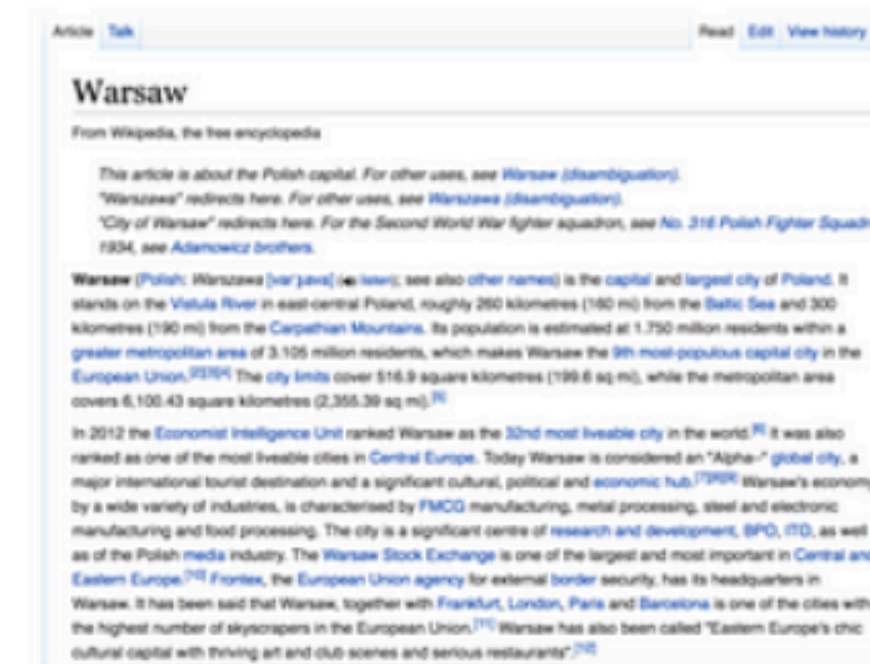 Article Talk Read Edit View history
Warsaw
From Wikipedia, the free encyclopedia
This article is about the Polish capital. For other uses, see Warsaw (disambiguation).
"Warszawa" redirects here. For other uses, see Warszawa (disambiguation).
"City of Warsaw" redirects here. For the Second World War fighter squadron, see No. 316 Polish Fighter Squadr
1934, see Adamowicz brothers.
Warsaw (Polish: Warszawa [varˈʂava] (listen); see also other names) is the capital and largest city of Poland. It
stands on the Vistula River in east-central Poland, roughly 260 kilometres (160 mi) from the Baltic Sea and 300
kilometres (190 mi) from the Carpathian Mountains. Its population is estimated at 1.750 million residents within a
greater metropolitan area of 3.105 million residents, which makes Warsaw the 9th most-populous capital city in the
European Union.[2][3][4] The city limits cover 516.9 square kilometres (199.6 sq mi), while the metropolitan area
covers 6,100.43 square kilometres (2,355.39 sq mi).[5]
In 2012 the Economist Intelligence Unit ranked Warsaw as the 32nd most liveable city in the world.[6] It was also
ranked as one of the most liveable cities in Central Europe. Today Warsaw is considered an "Alpha–" global city, a
major international tourist destination and a significant cultural, political and economic hub.[7][8][9] Warsaw's economy
by a wide variety of industries, is characterised by FMCG manufacturing, metal processing, steel and electronic
manufacturing and food processing. The city is a significant centre of research and development, BPO, ITO, as well
as of the Polish media industry. The Warsaw Stock Exchange is one of the largest and most important in Central and
Eastern Europe.[10] Frontex, the European Union agency for external border security, has its headquarters in
Warsaw. It has been said that Warsaw, together with Frankfurt, London, Paris and Barcelona is one of the cities with
the highest number of skyscrapers in the European Union.[11] Warsaw has also been called "Eastern Europe's chic
cultural capital with thriving art and club scenes and serious restaurants".[12]